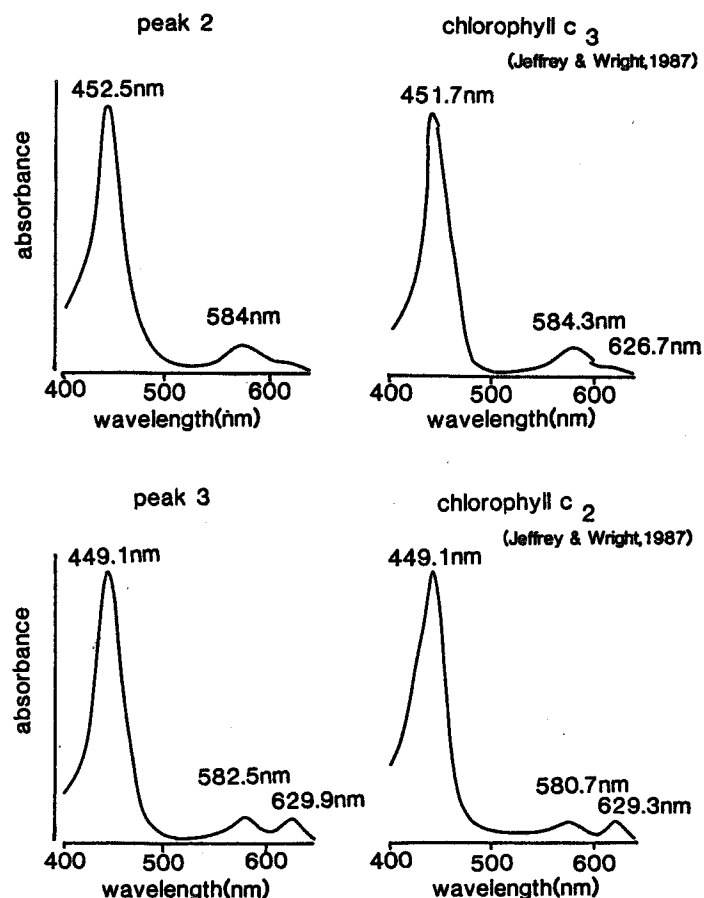 peak 2
chlorophyll c 3
(Jeffrey & Wright,1987)
452.5nm
451.7nm
absorbance
584nm
584.3nm
626.7nm
400 500 600
wavelength(nm)
400 500 600
wavelength(nm)
peak 3
chlorophyll c 2
(Jeffrey & Wright,1987)
449.1nm
449.1nm
absorbance
582.5nm
629.9nm
580.7nm
629.3nm
400 500 600
wavelength(nm)
400 500 600
wavelength(nm)